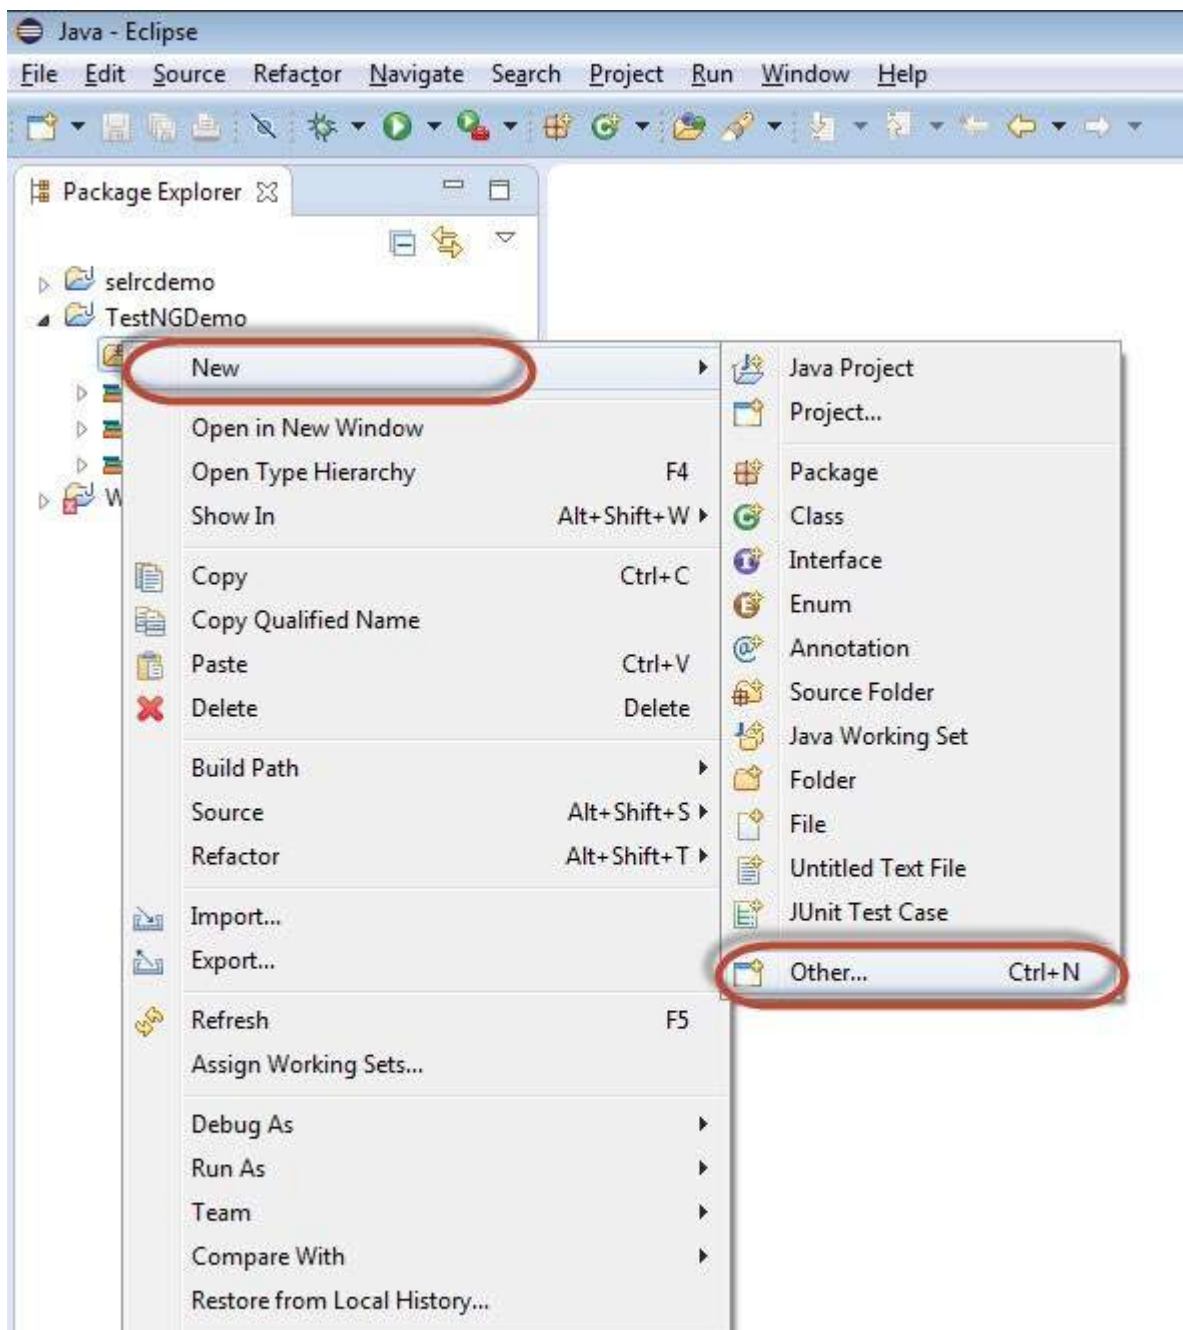 Java - Eclipse
File Edit Source Refactor Navigate Search Project Run Window Help
Package Explorer
selrcdemo
TestNGDemo
W
New
Open in New Window
Open Type Hierarchy F4
Show In Alt+Shift+W
Copy Ctrl+C
Copy Qualified Name
Paste Ctrl+V
Delete Delete
Build Path
Source Alt+Shift+S
Refactor Alt+Shift+T
Import...
Export...
Refresh F5
Assign Working Sets...
Debug As
Run As
Team
Compare With
Restore from Local History...
Java Project
Project...
Package
Class
Interface
Enum
Annotation
Source Folder
Java Working Set
Folder
File
Untitled Text File
JUnit Test Case
Other... Ctrl+N